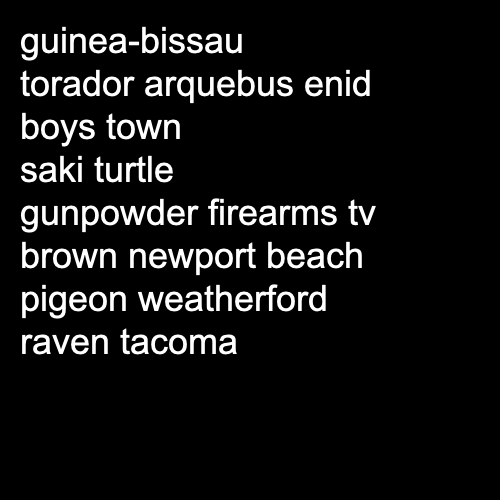 guinea-bissau
torador arquebus enid
boys town
saki turtle
gunpowder firearms tv
brown newport beach
pigeon weatherford
raven tacoma